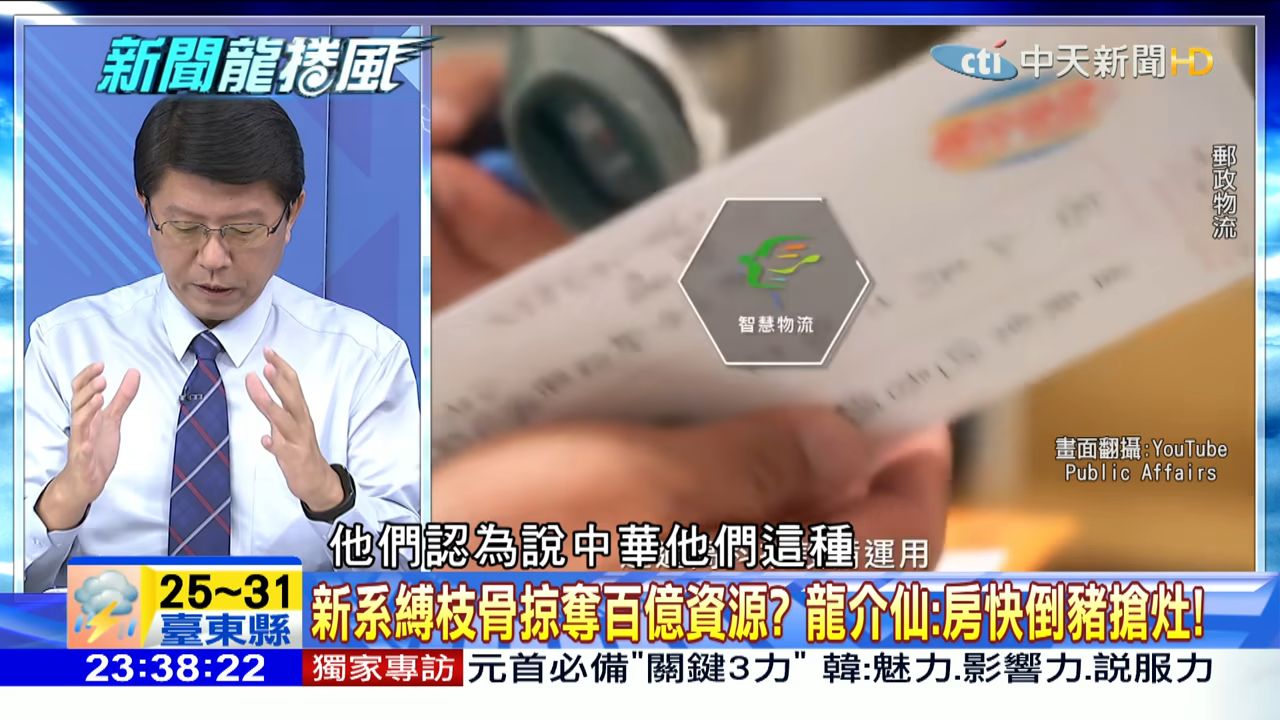 新聞龍捲風
cti 中天新聞HD
郵政物流
智慧物流
畫面翻攝:YouTube
Public Affairs
他們認為說中華他們這種
運用
25~31
臺東縣
新系縛枝骨掠奪百億資源? 龍介仙:房快倒豬搶灶!
23:38:22
獨家專訪 元首必備"關鍵3力" 韓:魅力.影響力.説服力